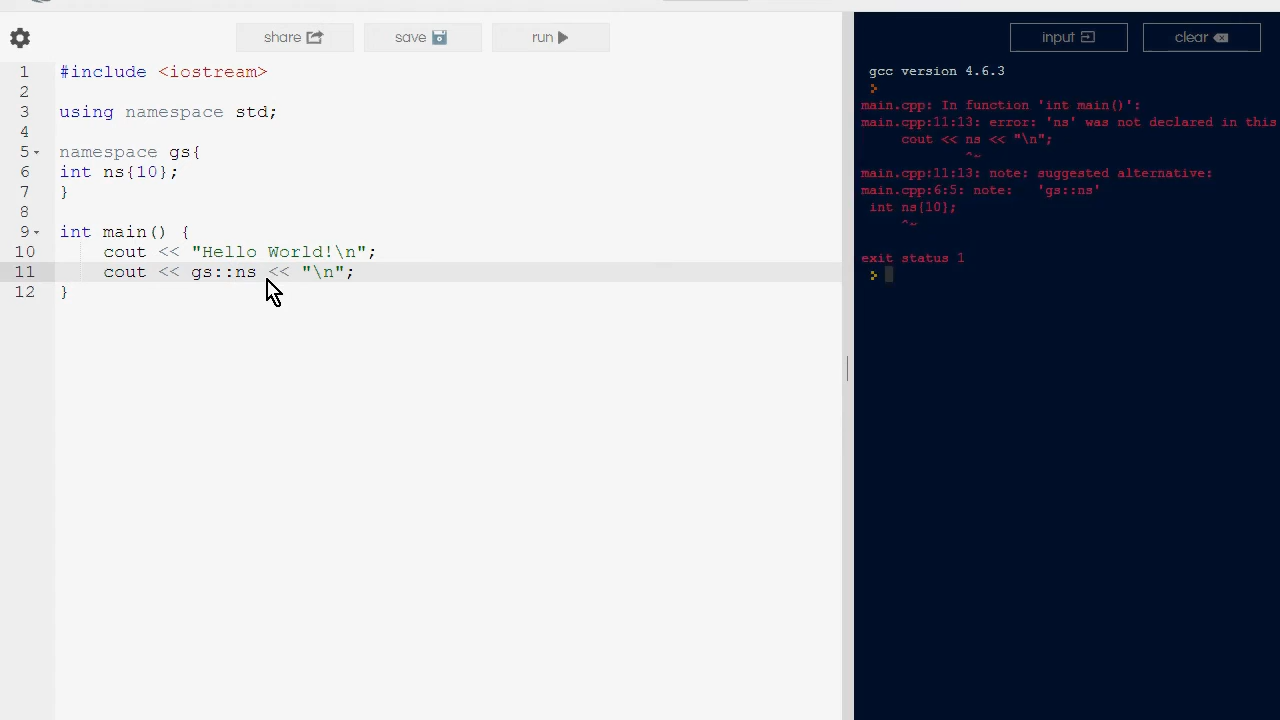 share
save
run
input
clear
1 #include <iostream>
2
3 using namespace std;
4
5 namespace gs{
6 int ns{10};
7 }
8
9 int main() {
10 cout << "Hello World!\n";
11 cout << gs::ns << "\n";
12 }
gcc version 4.6.3
>
main.cpp: In function 'int main()':
main.cpp:11:13: error: 'ns' was not declared in this
cout << ns << "\n";
^~
main.cpp:11:13: note: suggested alternative:
main.cpp:6:5: note: 'gs::ns'
int ns{10};
^~
exit status 1
>